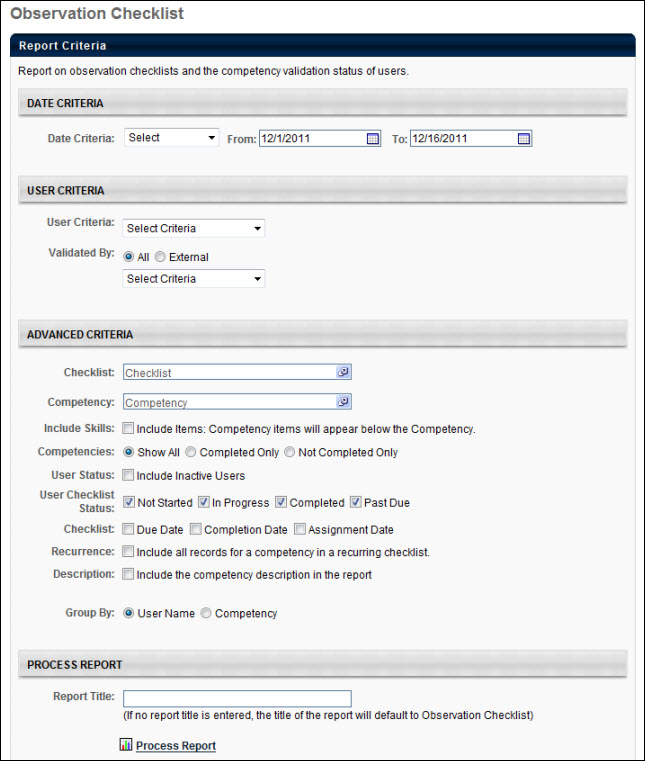 Observation Checklist
Report Criteria
Report on observation checklists and the competency validation status of users.
DATE CRITERIA
Date Criteria: Select From: 12/1/2011 To: 12/16/2011
USER CRITERIA
User Criteria: Select Criteria
Validated By: All External
Select Criteria
ADVANCED CRITERIA
Checklist: Checklist
Competency: Competency
Include Skills: Include Items: Competency items will appear below the Competency.
Competencies: Show All Completed Only Not Completed Only
User Status: Include Inactive Users
User Checklist
Status: Not Started In Progress Completed Past Due
Checklist: Due Date Completion Date Assignment Date
Recurrence: Include all records for a competency in a recurring checklist.
Description: Include the competency description in the report
Group By: User Name Competency
PROCESS REPORT
Report Title:
(If no report title is entered, the title of the report will default to Observation Checklist)
Process Report